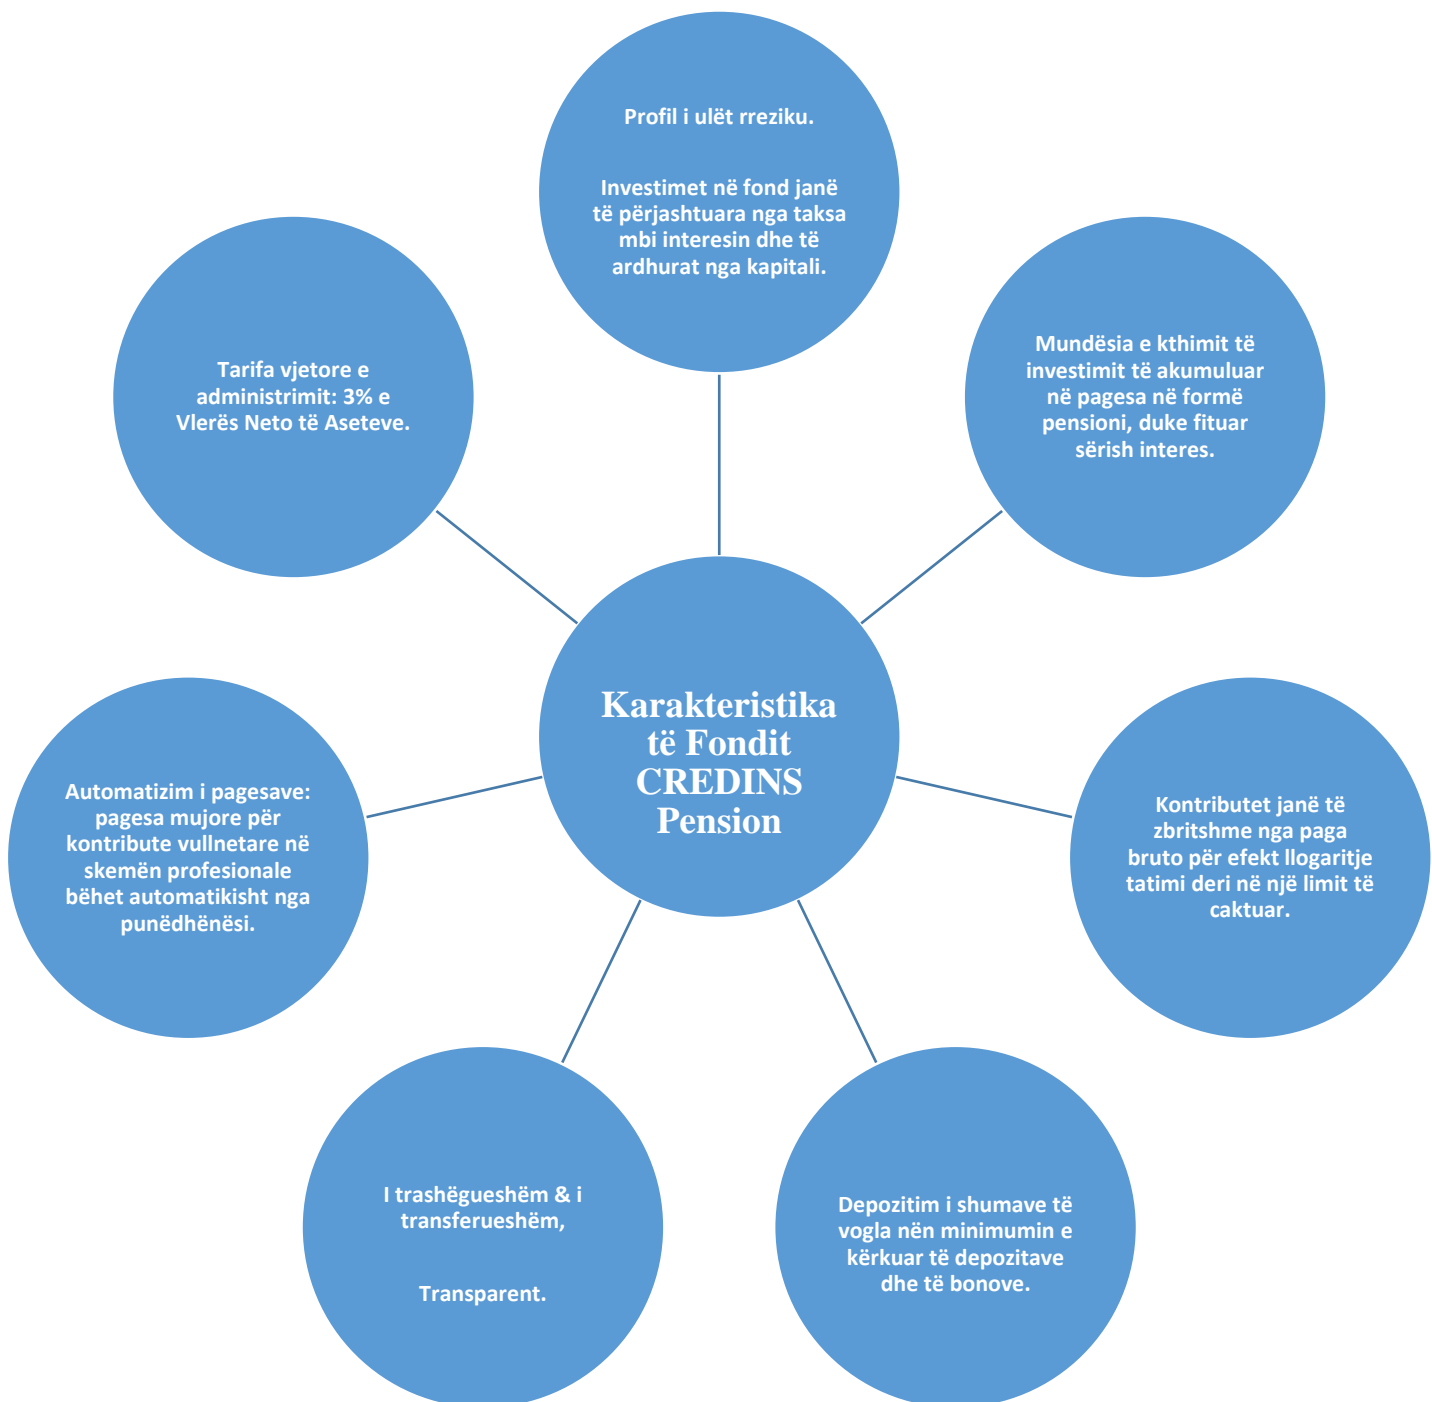 Profil i ulët rreziku.
Investimet në fond janë
të përjashtuara nga taksa
mbi interesin dhe të
ardhurat nga kapitali.
Mundësia e kthimit të
investimit të akumuluar
në pagesa në formë
pensioni, duke fituar
sërish interes.
Kontributet janë të
zbritshme nga paga
bruto për efekt llogaritje
tatimi deri në një limit të
caktuar.
Depozitim i shumave të
vogla nën minimumin e
kërkuar të depozitave
dhe të bonove.
I trashëgueshëm & i
transferueshëm,
Transparent.
Automatizim i pagesave:
pagesa mujore për
kontribute vullnetare në
skemën profesionale
bëhet automatikisht nga
punëdhënësi.
Tarifa vjetore e
administrimit: 3% e
Vlerës Neto të Aseteve.
Karakteristika
të Fondit
CREDINS
Pension